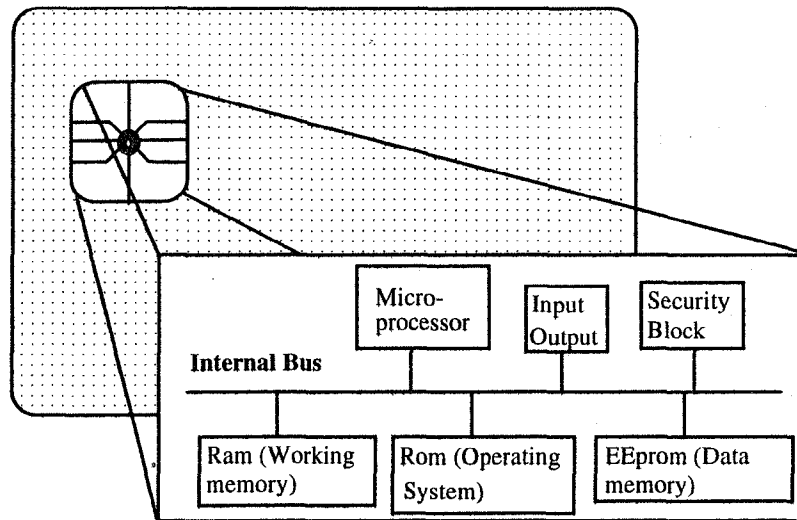 Micro-
processor
Input
Output
Security
Block
Internal Bus
Ram (Working
memory)
Rom (Operating
System)
EEprom (Data
memory)